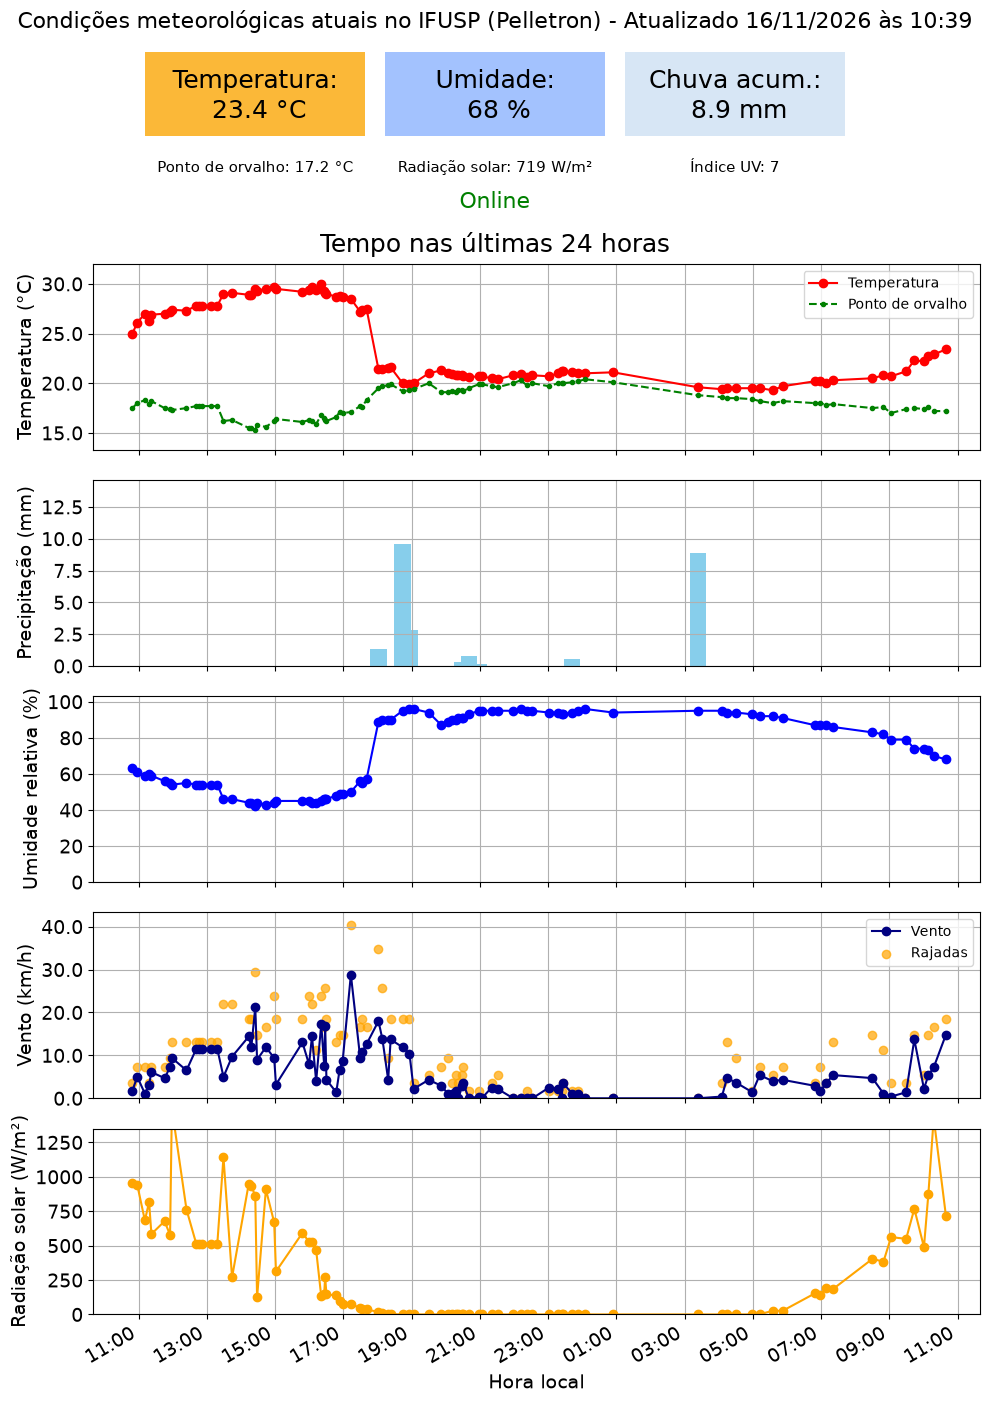 Condições meteorológicas atuais no IFUSP (Pelletron) - Atualizado 16/11/2026 às 10:39
Temperatura:
23.4 °C
Umidade:
68 %
Chuva acum.:
8.9 mm
Ponto de orvalho: 17.2 °C
Radiação solar: 719 W/m²
Índice UV: 7
Online
Tempo nas últimas 24 horas
Temperatura (°C)
30.0
25.0
20.0
15.0
Temperatura
Ponto de orvalho
Precipitação (mm)
12.5
10.0
7.5
5.0
2.5
0.0
Umidade relativa (%)
100
80
60
40
20
0
Vento (km/h)
40.0
30.0
20.0
10.0
0.0
Vento
Rajadas
Radiação solar (W/m²)
1250
1000
750
500
250
0
11:00
13:00
15:00
17:00
19:00
21:00
23:00
01:00
03:00
05:00
07:00
09:00
11:00
Hora local